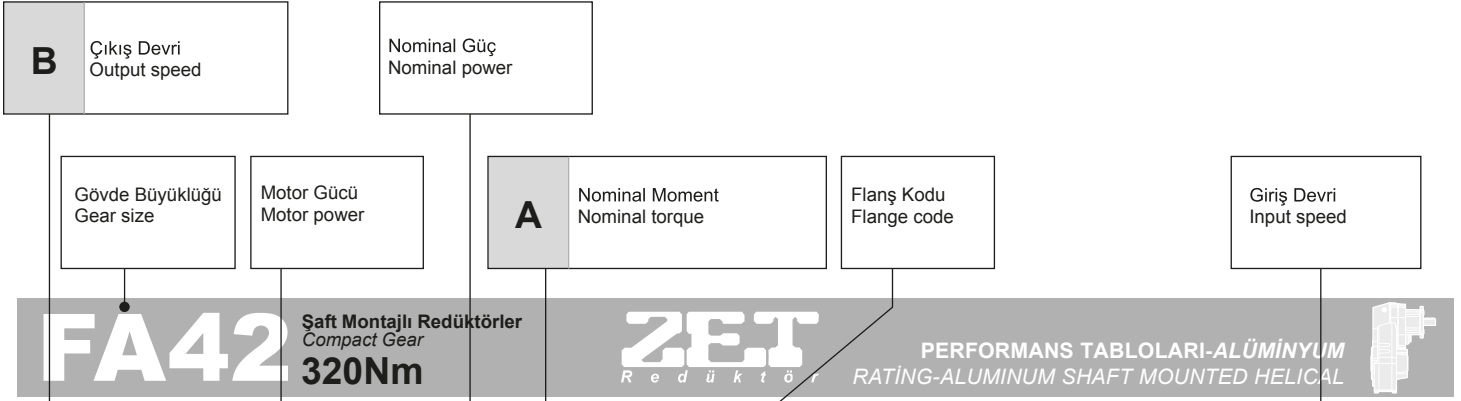 B
Çıkış Devri
Output speed
Nominal Güç
Nominal power
Gövde Büyüklüğü
Gear size
Motor Gücü
Motor power
A
Nominal Moment
Nominal torque
Flanş Kodu
Flange code
Giriş Devri
Input speed
FA42
Şaft Montajlı Redüktörler
Compact Gear
320Nm
ZET
Redüktör
PERFORMANS TABLOLARI-ALÜMİNYUM
RATİNG-ALUMINUM SHAFT MOUNTED HELICAL